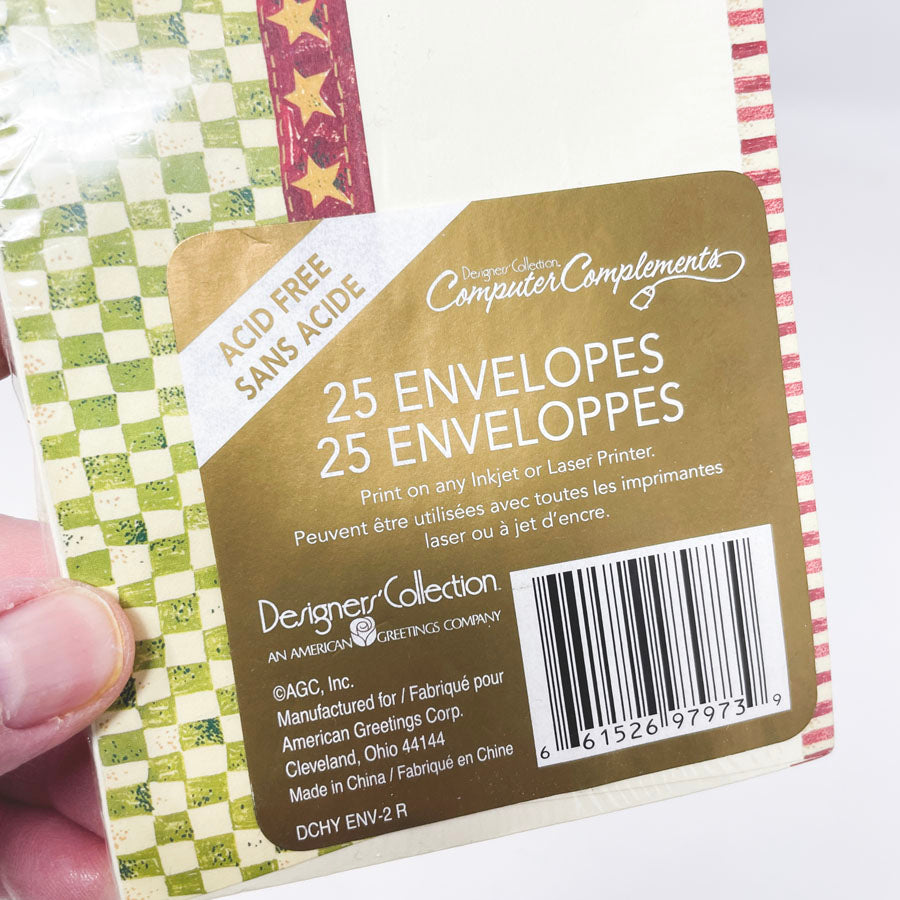 ACID FREE
SANS ACIDE
Designers' Collection
Computer Complements
25 ENVELOPES
25 ENVELOPPES
Print on any Inkjet or Laser Printer.
Peuvent être utilisées avec toutes les imprimantes
laser ou à jet d'encre.
Designers' Collection
AN AMERICAN GREETINGS COMPANY
©AGC, Inc.
Manufactured for / Fabriqué pour
American Greetings Corp.
Cleveland, Ohio 44144
Made in China / Fabriqué en Chine
DCHY ENV-2 R
6 61526 97973 9